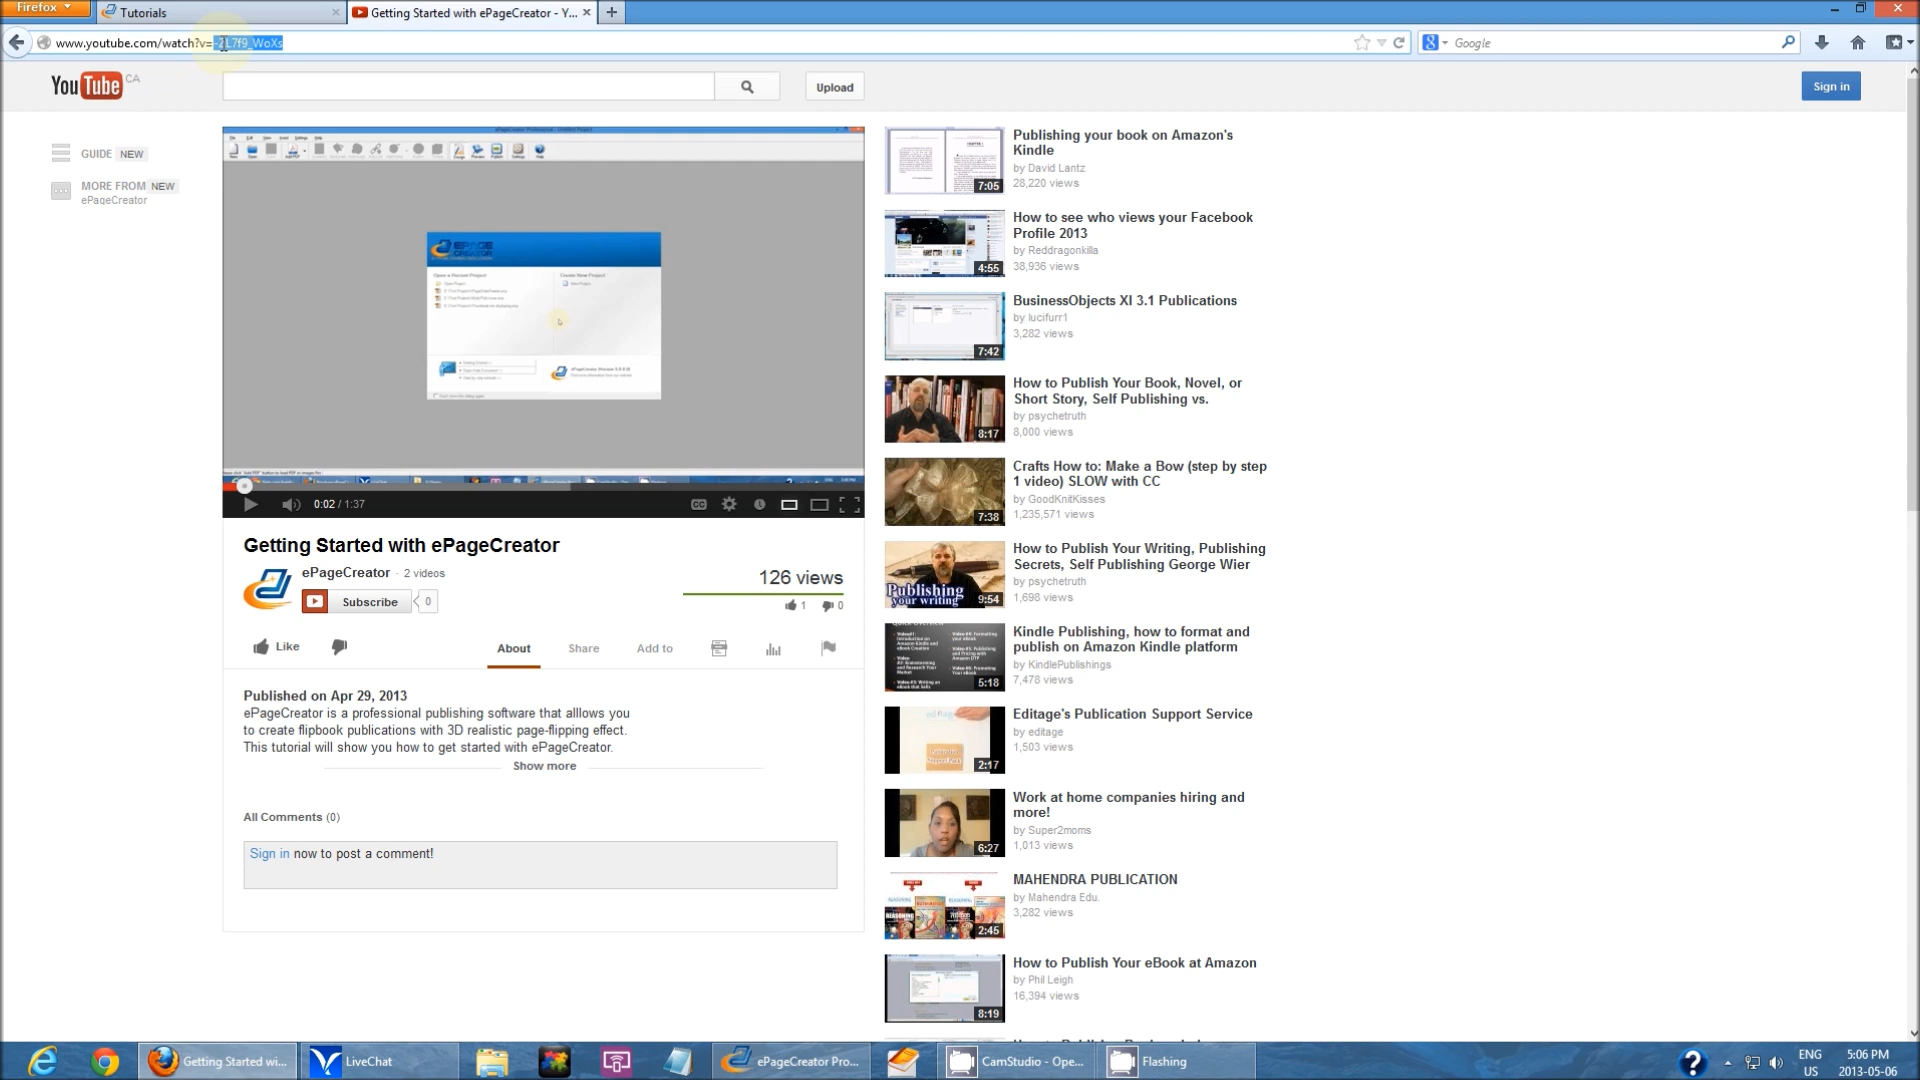 Firefox
Tutorials
Getting Started with ePageCreator - Y...
www.youtube.com/watch?v=-2L7f9_WoXs
Google
YouTube CA
Upload
Sign in
GUIDE NEW
MORE FROM NEW
ePageCreator
Open a Recent Project
Create New Project
0:02 / 1:37
CC
Getting Started with ePageCreator
ePageCreator · 2 videos
Subscribe 0
126 views
1 0
Like
About
Share
Add to
Published on Apr 29, 2013
ePageCreator is a professional publishing software that alllows you
to create flipbook publications with 3D realistic page-flipping effect.
This tutorial will show you how to get started with ePageCreator.
Show more
All Comments (0)
Sign in now to post a comment!
7:05
Publishing your book on Amazon's
Kindle
by David Lantz
28,220 views
4:55
How to see who views your Facebook
Profile 2013
by Reddragonkilla
38,936 views
7:42
BusinessObjects XI 3.1 Publications
by lucifurr1
3,282 views
8:17
How to Publish Your Book, Novel, or
Short Story, Self Publishing vs.
by psychetruth
8,000 views
7:38
Crafts How to: Make a Bow (step by step
1 video) SLOW with CC
by GoodKnitKisses
1,235,571 views
Publishing
your writing
9:54
How to Publish Your Writing, Publishing
Secrets, Self Publishing George Wier
by psychetruth
1,698 views
5:18
Kindle Publishing, how to format and
publish on Amazon Kindle platform
by KindlePublishings
7,478 views
2:17
Editage's Publication Support Service
by editage
1,503 views
6:27
Work at home companies hiring and
more!
by Super2moms
1,013 views
2:45
MAHENDRA PUBLICATION
by Mahendra Edu.
3,282 views
8:19
How to Publish Your eBook at Amazon
by Phil Leigh
16,394 views
Getting Started wi...
LiveChat
ePageCreator Pro...
CamStudio - Ope...
Flashing
ENG
US
5:06 PM
2013-05-06